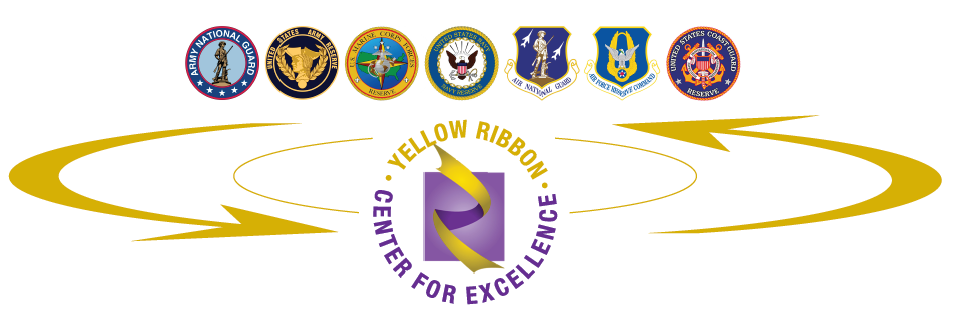 ARMY NATIONAL GUARD
UNITED STATES ARMY RESERVE
U.S. MARINE CORPS FORCES
RESERVE
UNITED STATES NAVY
NAVY RESERVE
AIR NATIONAL GUARD
AIR FORCE RESERVE COMMAND
UNITED STATES COAST GUARD
RESERVE
• YELLOW RIBBON •
CENTER FOR EXCELLENCE